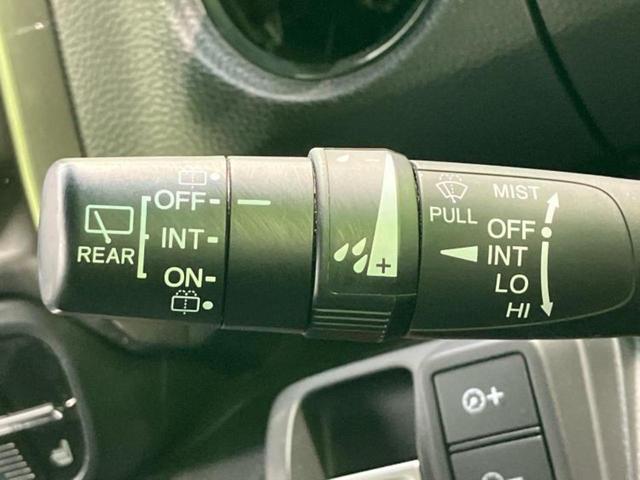 OFF
INT
ON
REAR
- 
+
PULL
MIST
OFF
INT
LO
HI
+